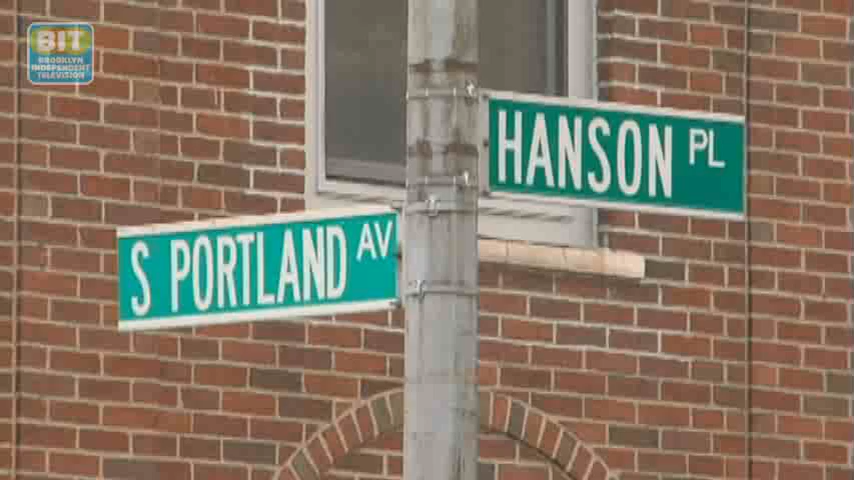 BIT
BROOKLYN
INDEPENDENT
TELEVISION
HANSON PL
S PORTLAND AV